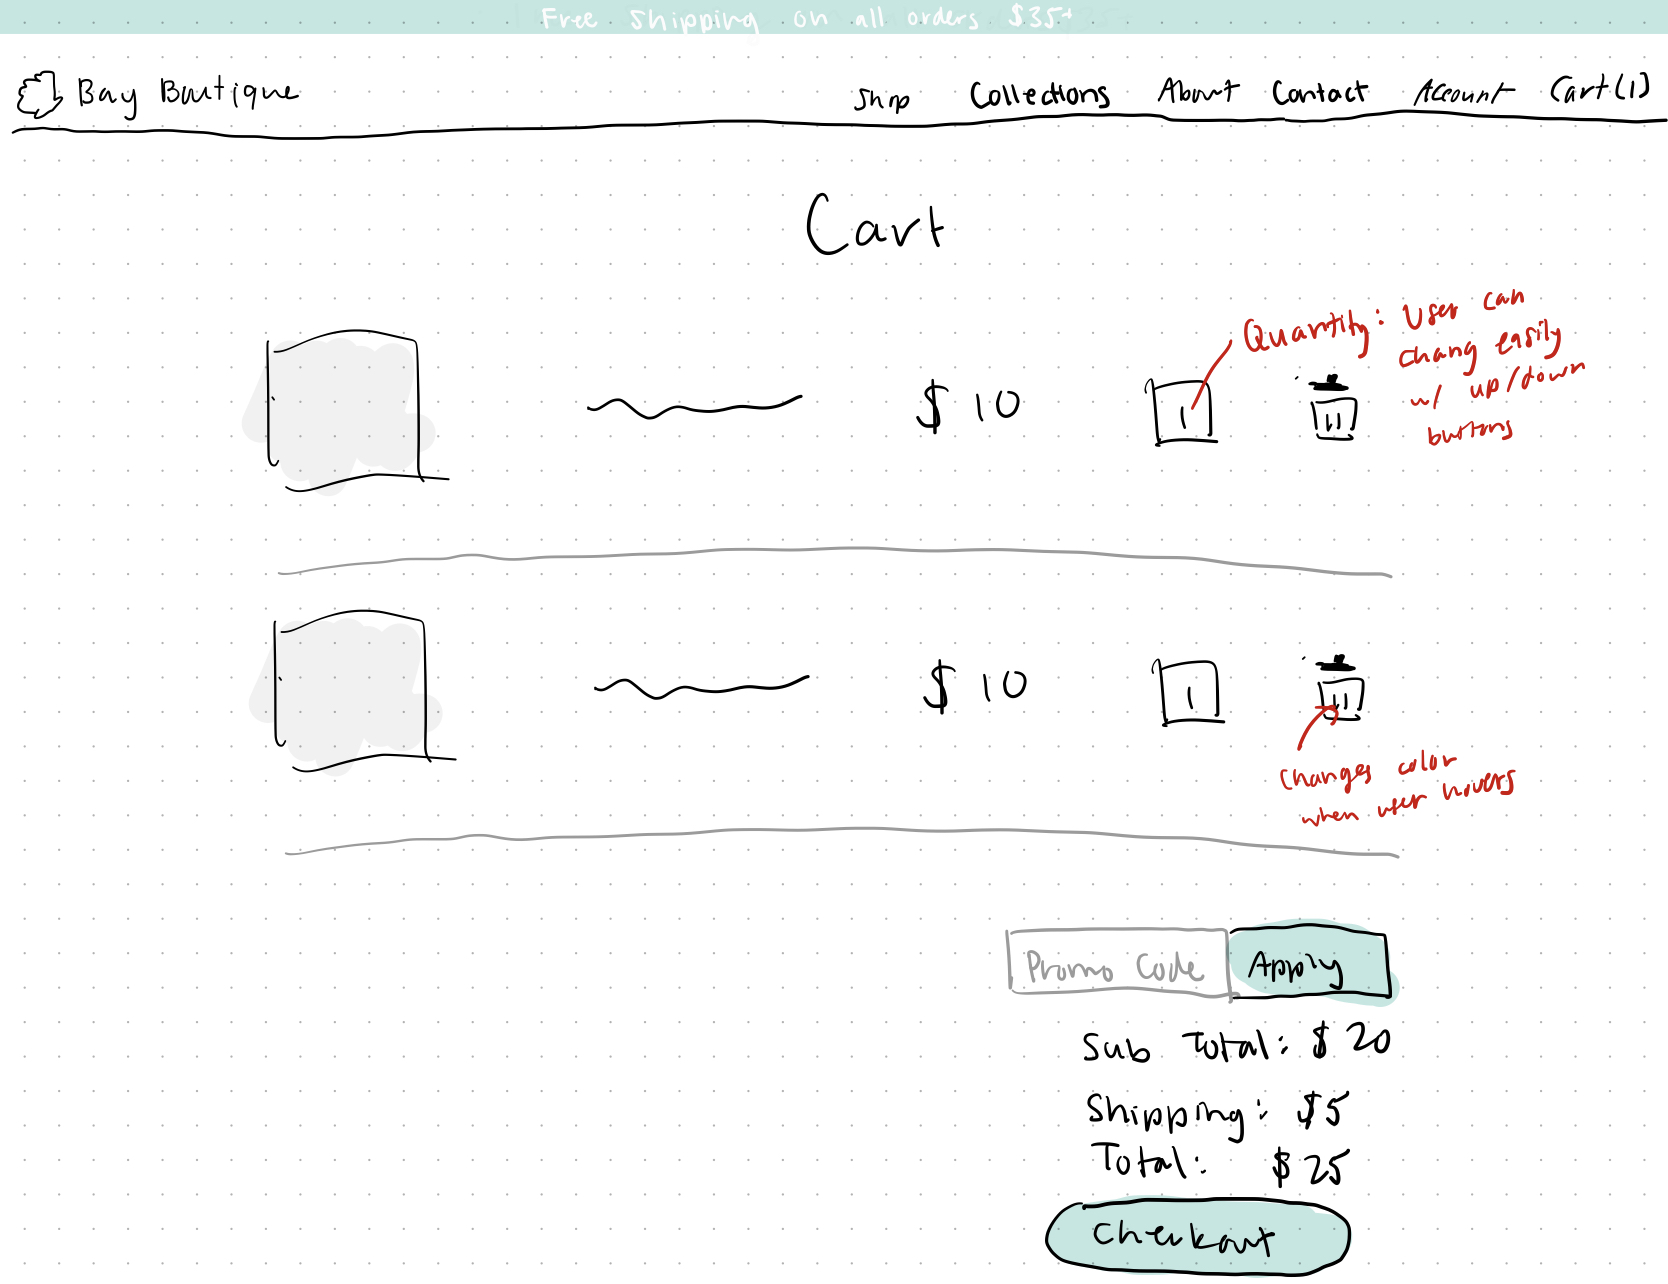 Free Shipping on all orders $35+
Bay Boutique
Shop Collections About Contact Account Cart (1)
Cart
$ 10
1
Quantity: User can
chang easily
w/ up/down
buttons
$ 10
1
Changes color
when user hovers
Promo Code
Apply
Sub Total: $ 20
Shipping: $5
Total: $ 25
Checkout